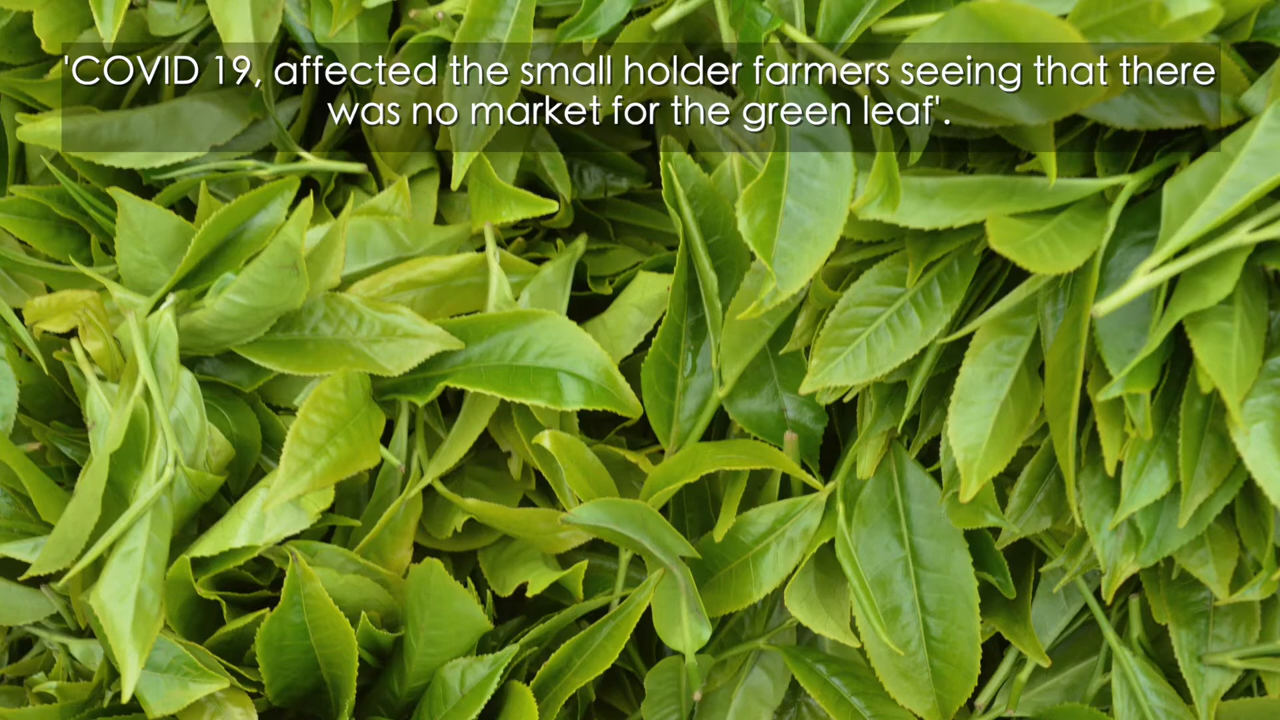 'COVID 19, affected the small holder farmers seeing that there
was no market for the green leaf'.